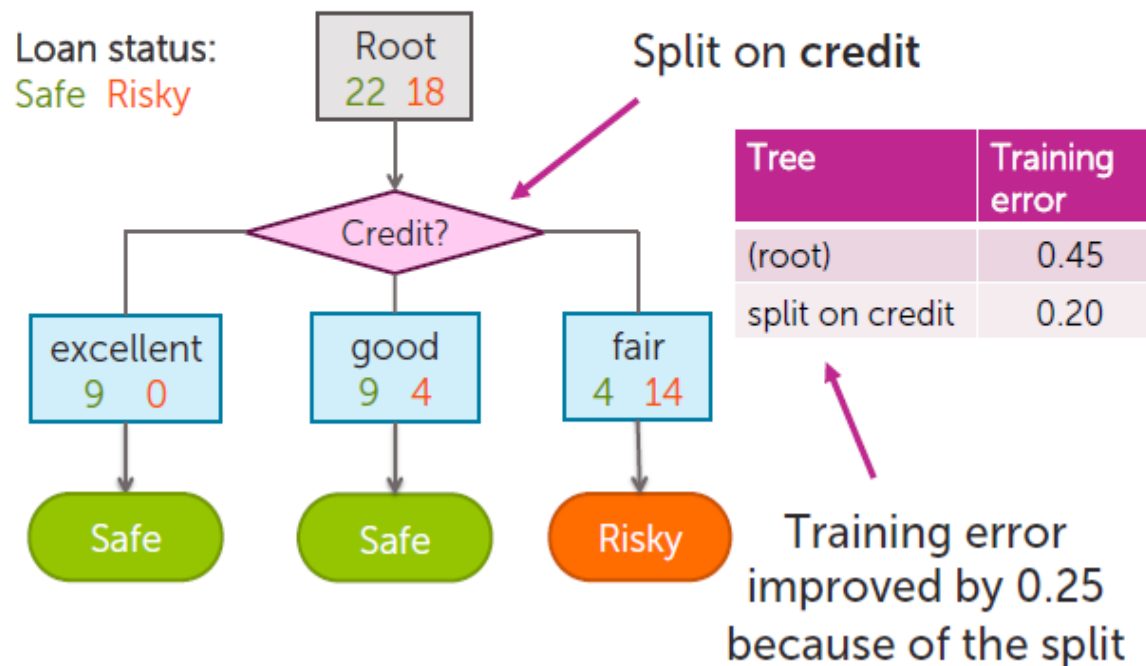 Loan status:
Safe Risky
Root
22 18
Split on credit
Credit?
excellent
9 0
good
9 4
fair
4 14
Safe
Safe
Risky
Tree Training error
(root) 0.45
split on credit 0.20
Training error
improved by 0.25
because of the split